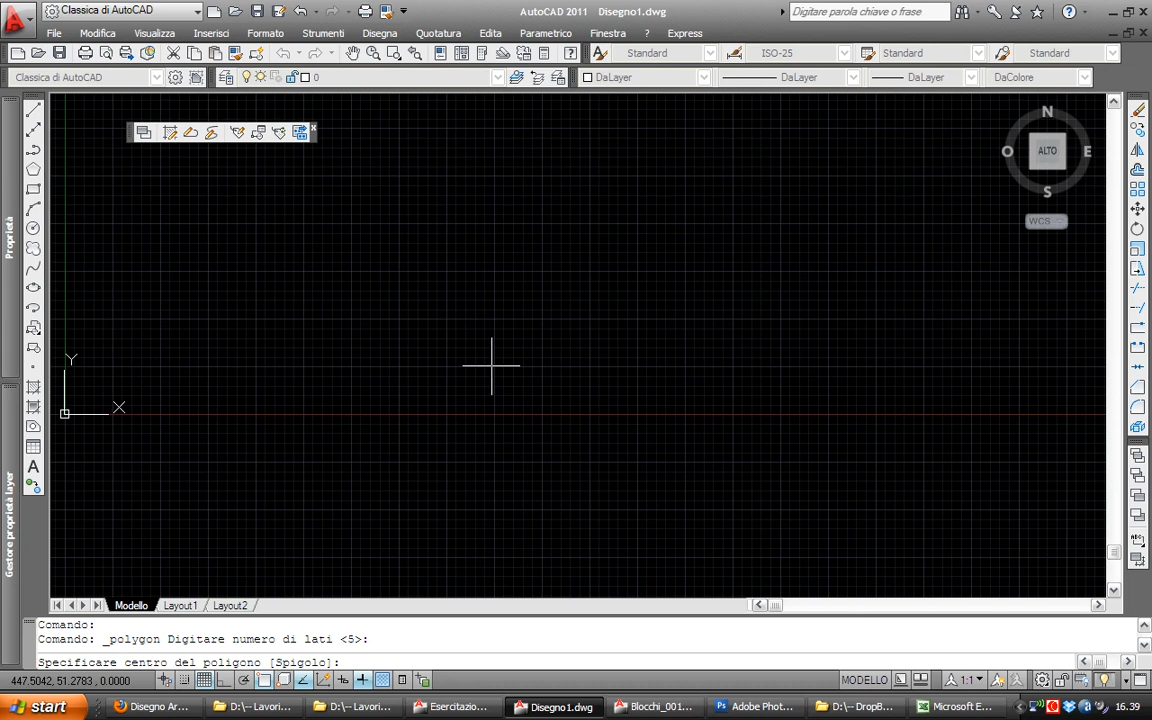 Classica di AutoCAD
AutoCAD 2011 Disegno1.dwg
Digitare parola chiave o frase
File Modifica Visualizza Inserisci Formato Strumenti Disegna Quotatura Edita Parametrico Finestra ? Express
Standard ISO-25 Standard Standard
Classica di AutoCAD 0 DaLayer DaLayer DaLayer DaColore
N
O ALTO E
S
WCS
Proprietà
Gestore proprietà layer
Y
X
A
Modello Layout1 Layout2
Comando:
Comando: _polygon Digitare numero di lati <5>:
Specificare centro del poligono [Spigolo]:
447.5042, 51.2783 , 0.0000 MODELLO 1:1
start Disegno Ar... D:\-- Lavori... D:\-- Lavori... Esercitazio... Disegno1.dwg Blocchi_001... Adobe Phot... D:\-- DropB... Microsoft E... 16.39